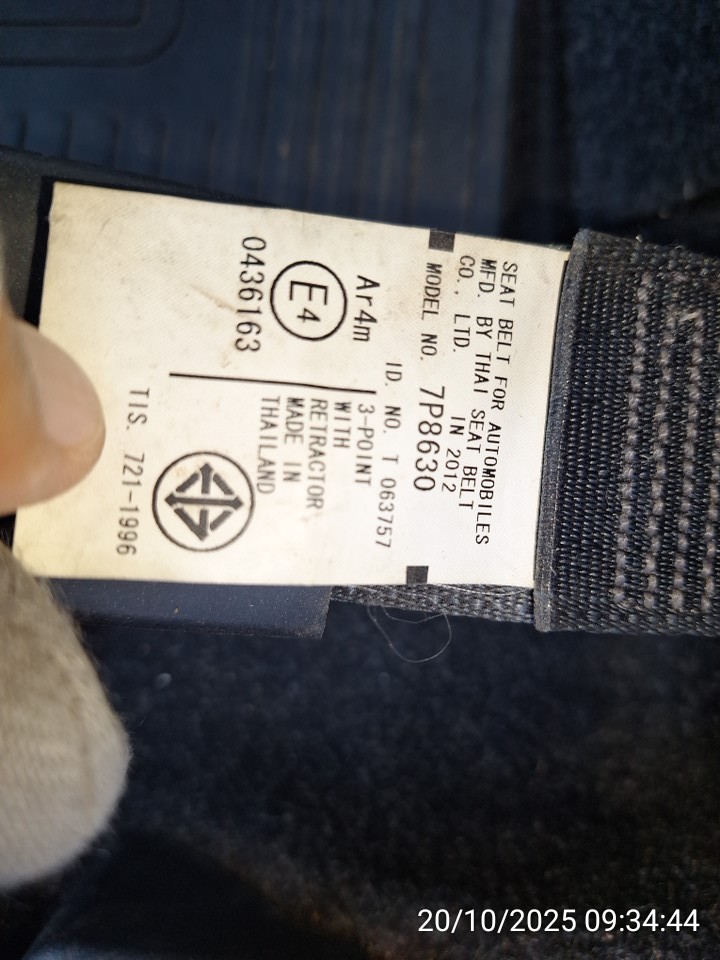 SEAT BELT FOR AUTOMOBILES
MFD. BY THAI SEAT BELT
CO., LTD. IN 2012
MODEL NO. 7P8630
ID. NO. T 063757
Ar4m
E4
0436163
3-POINT
WITH
RETRACTOR
MADE IN
THAILAND
TIS. 721-1996
20/10/2025 09:34:44